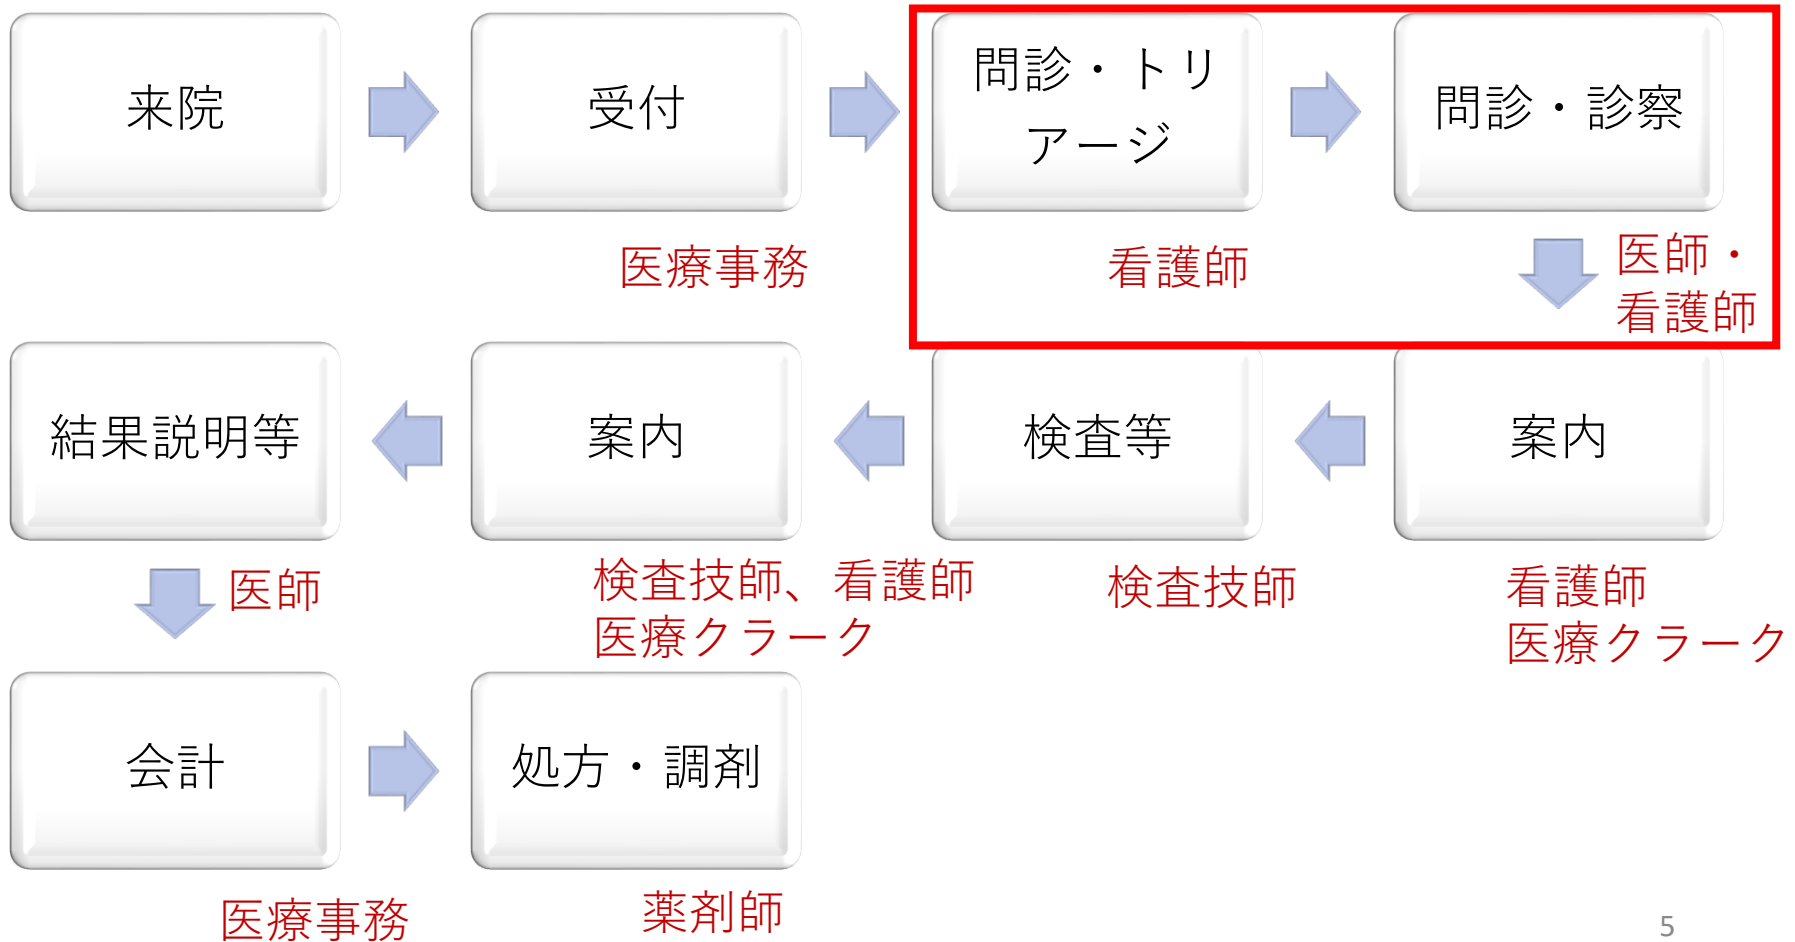 来院
受付
問診・トリ
アージ
問診・診察
医療事務
看護師
医師・
看護師
結果説明等
案内
検査等
案内
医師
検査技師、看護師
医療クラーク
検査技師
看護師
医療クラーク
会計
処方・調剤
医療事務
薬剤師
5